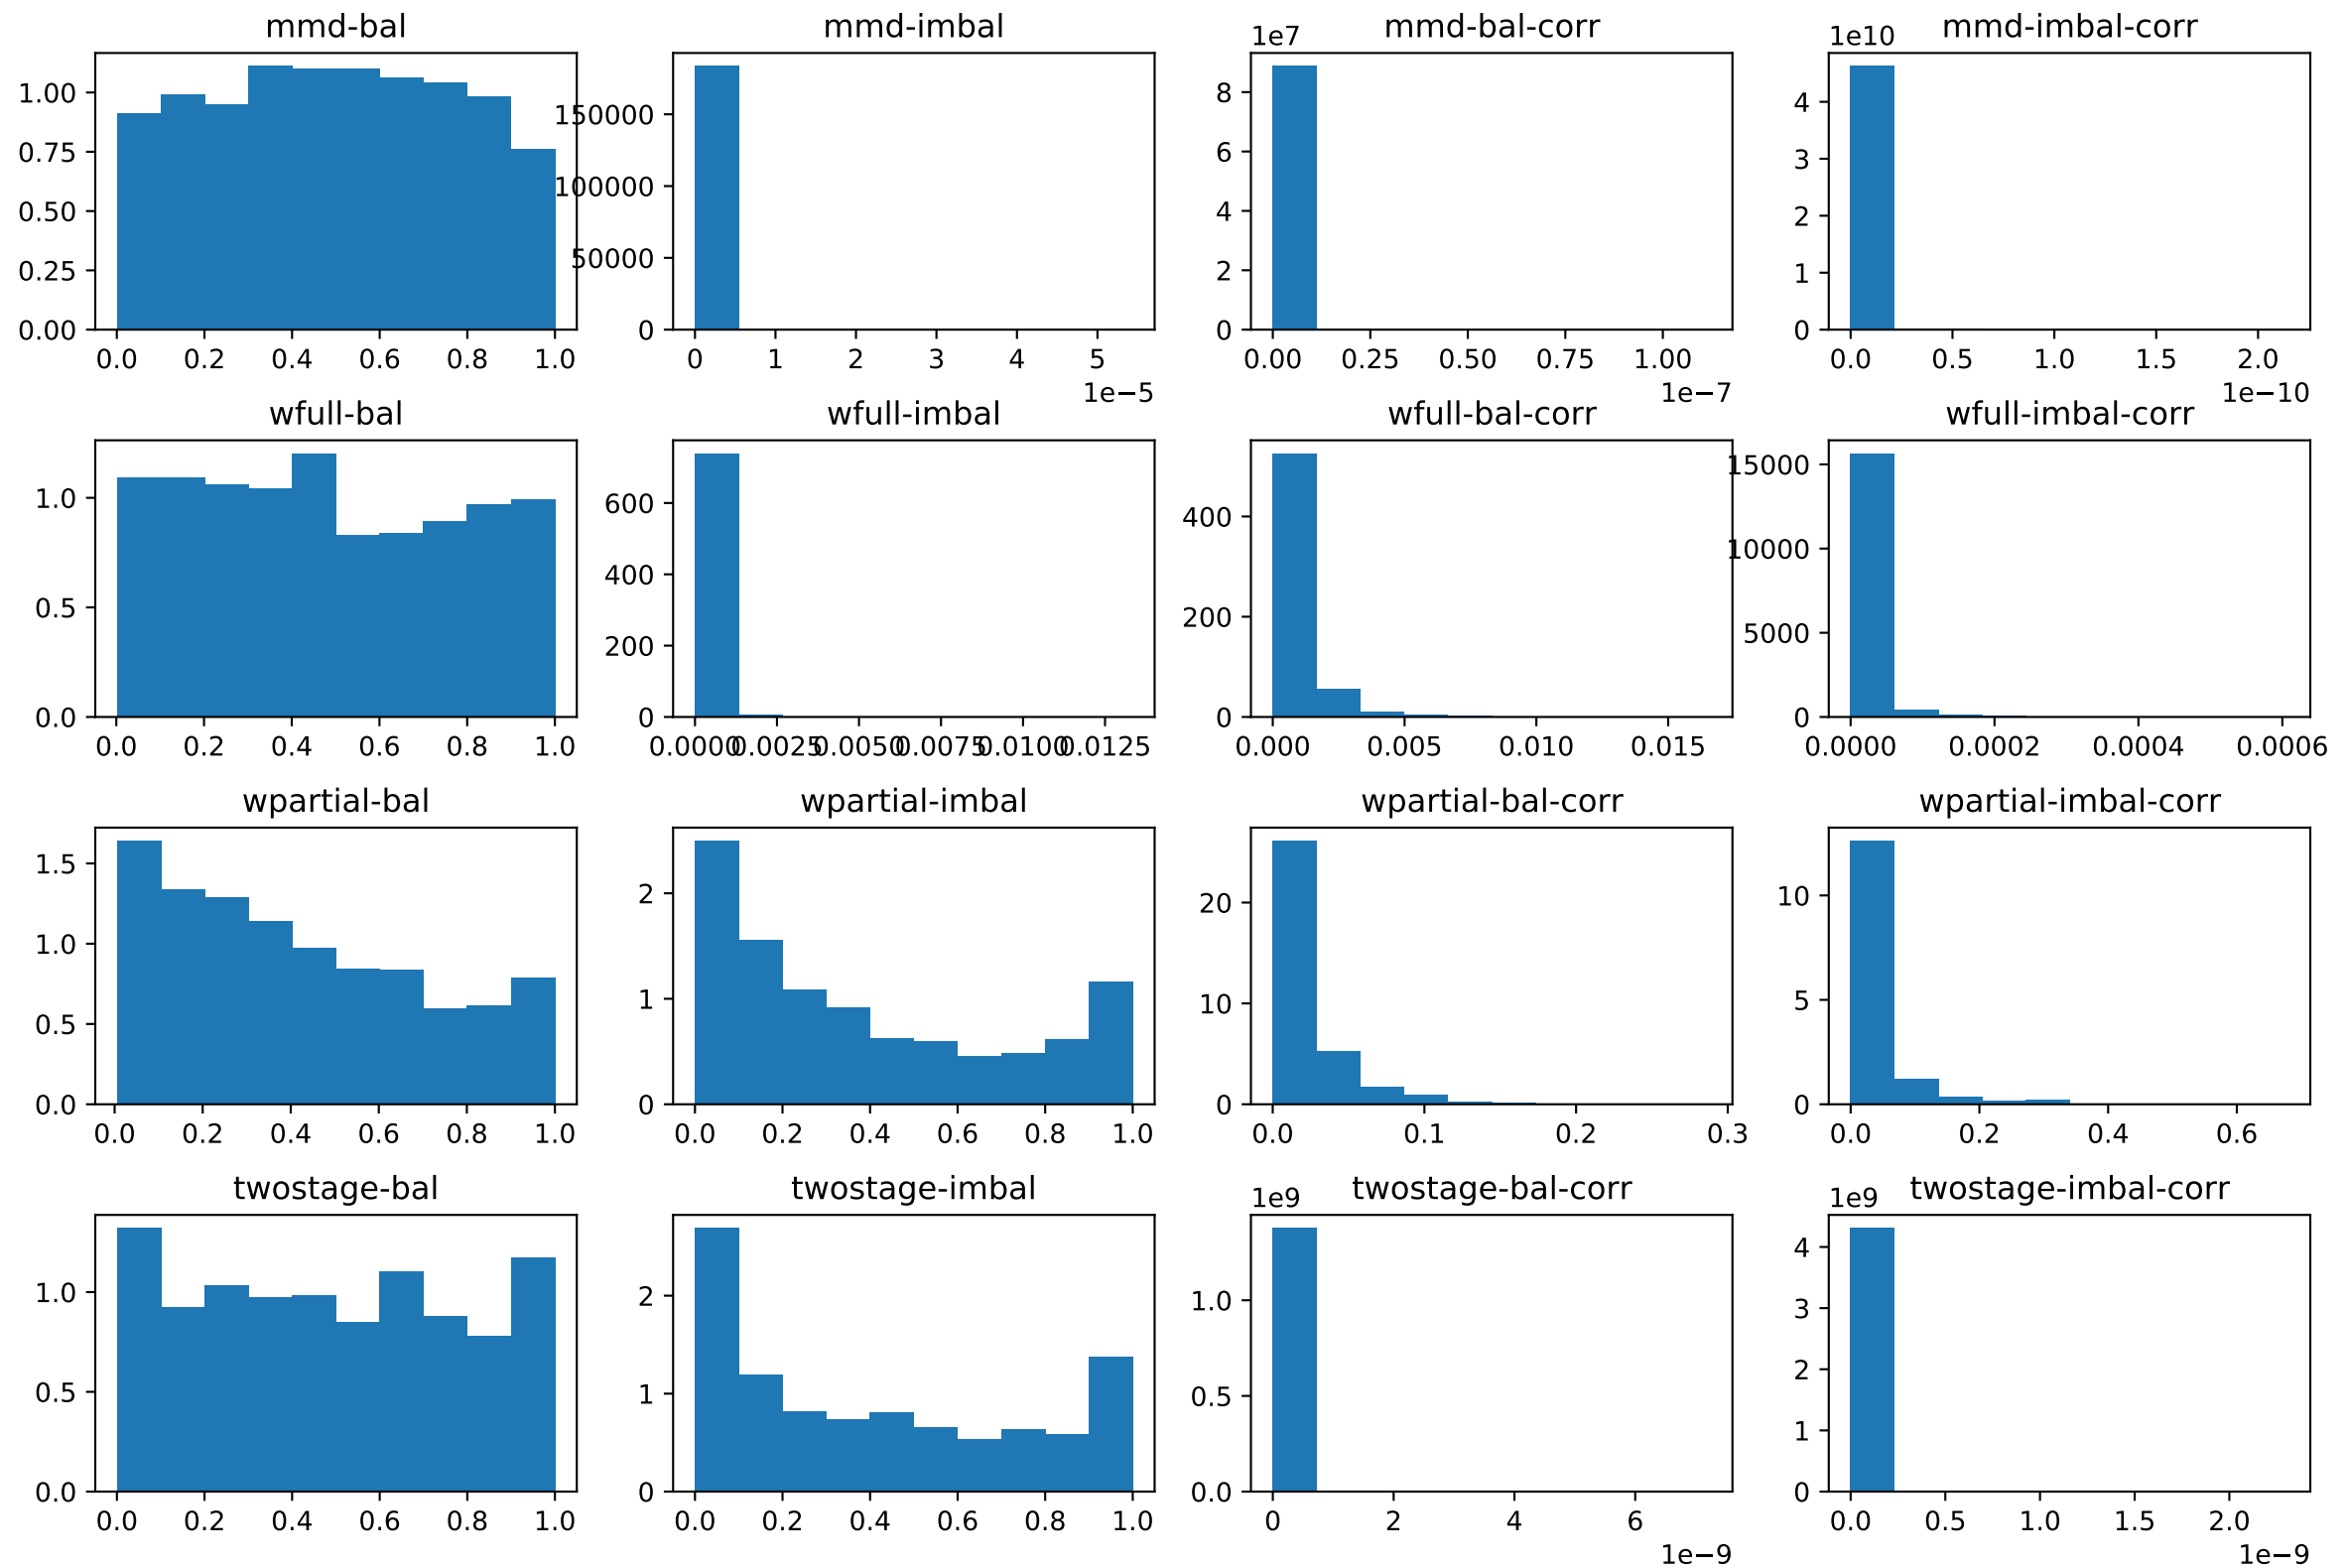 mmd-bal
1.00
0.75
0.50
0.25
0.00
0.0 0.2 0.4 0.6 0.8 1.0
mmd-imbal
150000
100000
50000
0
0 1 2 3 4 5
1e−5
mmd-bal-corr
1e7
8
6
4
2
0
0.00 0.25 0.50 0.75 1.00
1e−7
mmd-imbal-corr
1e10
4
3
2
1
0
0.0 0.5 1.0 1.5 2.0
1e−10
wfull-bal
1.0
0.5
0.0
0.0 0.2 0.4 0.6 0.8 1.0
wfull-imbal
600
400
200
0
0.0000 0.0025 0.0050 0.0075 0.0100 0.0125
wfull-bal-corr
400
200
0
0.000 0.005 0.010 0.015
wfull-imbal-corr
15000
10000
5000
0
0.0000 0.0002 0.0004 0.0006
wpartial-bal
1.5
1.0
0.5
0.0
0.0 0.2 0.4 0.6 0.8 1.0
wpartial-imbal
2
1
0
0.0 0.2 0.4 0.6 0.8 1.0
wpartial-bal-corr
20
10
0
0.0 0.1 0.2 0.3
wpartial-imbal-corr
10
5
0
0.0 0.2 0.4 0.6
twostage-bal
1.0
0.5
0.0
0.0 0.2 0.4 0.6 0.8 1.0
twostage-imbal
2
1
0
0.0 0.2 0.4 0.6 0.8 1.0
twostage-bal-corr
1e9
1.0
0.5
0.0
0 2 4 6
1e−9
twostage-imbal-corr
1e9
4
3
2
1
0
0.0 0.5 1.0 1.5 2.0
1e−9